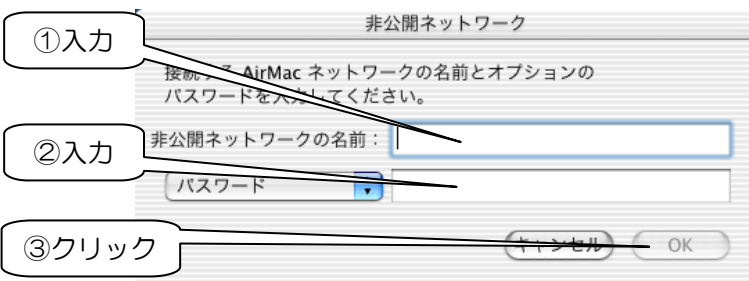 非公開ネットワーク
①入力
接続する AirMac ネットワークの名前とオプションの
パスワードを入力してください。
非公開ネットワークの名前：
②入力
パスワード
③クリック
キャンセル
OK